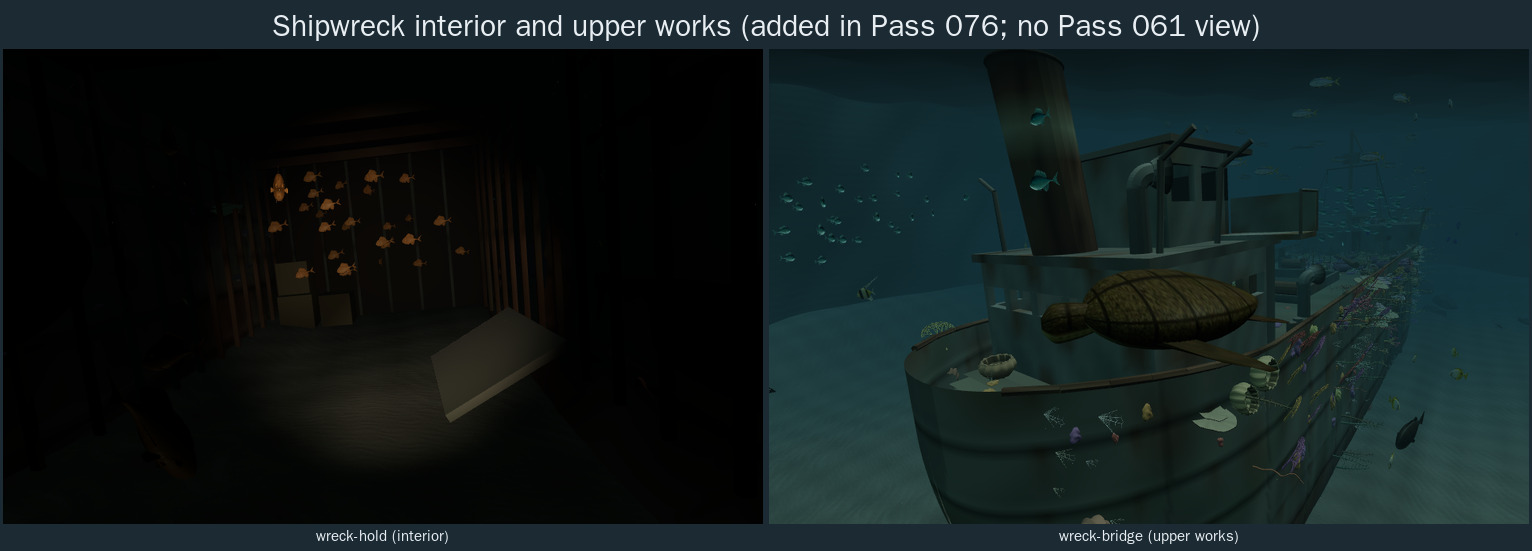 Shipwreck interior and upper works (added in Pass 076; no Pass 061 view)
wreck-hold (interior)
wreck-bridge (upper works)